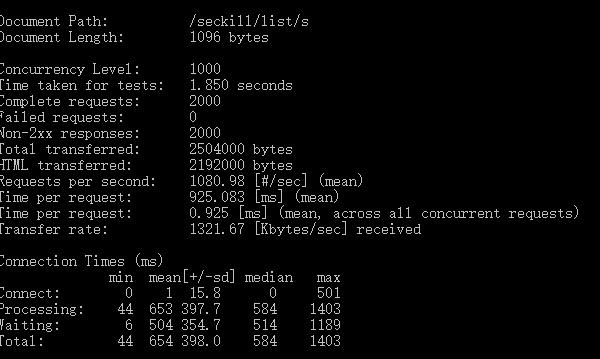 Document Path: /seckill/list/s
Document Length: 1096 bytes
Concurrency Level: 1000
Time taken for tests: 1.850 seconds
Complete requests: 2000
Failed requests: 0
Non-2xx responses: 2000
Total transferred: 2504000 bytes
HTML transferred: 2192000 bytes
Requests per second: 1080.98 [#/sec] (mean)
Time per request: 925.083 [ms] (mean)
Time per request: 0.925 [ms] (mean, across all concurrent requests)
Transfer rate: 1321.67 [Kbytes/sec] received
Connection Times (ms)
min mean[+/-sd] median max
Connect: 0 1 15.8 0 501
Processing: 44 653 397.7 584 1403
Waiting: 6 504 354.7 514 1189
Total: 44 654 398.0 584 1403